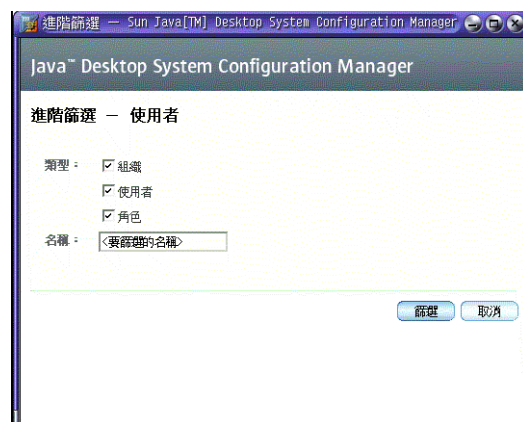 進階篩選 — Sun Java[TM] Desktop System Configuration Manager
Java™ Desktop System Configuration Manager
進階篩選 — 使用者
類型： 組織
使用者
角色
名稱： <要篩選的名稱>
篩選 取消